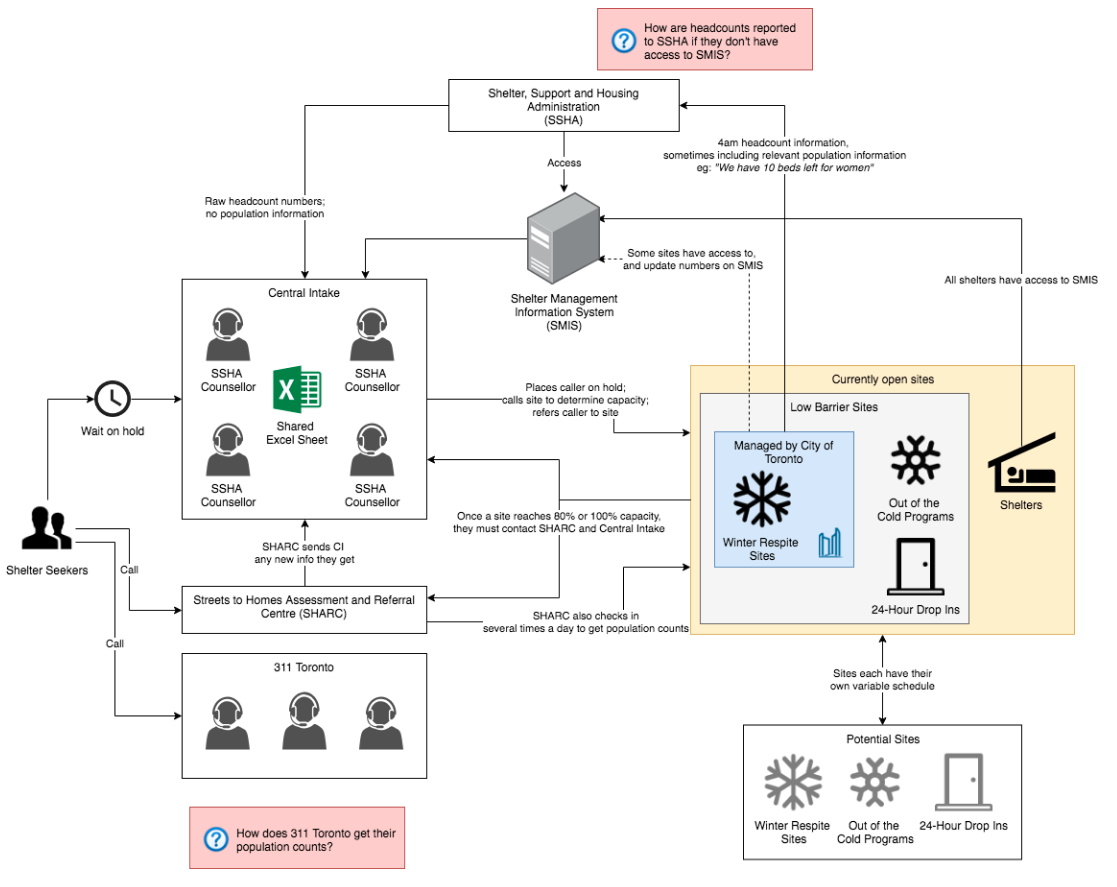 How are headcounts reported
to SSHA if they don't have
access to SMIS?
Shelter, Support and Housing
Administration
(SSHA)
4am headcount information,
sometimes including relevant population information
eg: "We have 10 beds left for women"
Access
Raw headcount numbers;
no population information
Some sites have access to,
and update numbers on SMIS
All shelters have access to SMIS
Shelter Management
Information System
(SMIS)
Central Intake
SSHA
Counsellor
SSHA
Counsellor
X
Shared
Excel Sheet
SSHA
Counsellor
SSHA
Counsellor
Wait on hold
Places caller on hold;
calls site to determine capacity;
refers caller to site
Currently open sites
Low Barrier Sites
Managed by City of
Toronto
Winter Respite
Sites
Out of the
Cold Programs
24-Hour Drop Ins
Shelters
Once a site reaches 80% or 100% capacity,
they must contact SHARC and Central Intake
SHARC sends CI
any new info they get
Shelter Seekers
Call
Streets to Homes Assessment and Referral
Centre (SHARC)
SHARC also checks in
several times a day to get population counts
Call
311 Toronto
Sites each have their
own variable schedule
Potential Sites
Winter Respite
Sites
Out of the
Cold Programs
24-Hour Drop Ins
How does 311 Toronto get their
population counts?